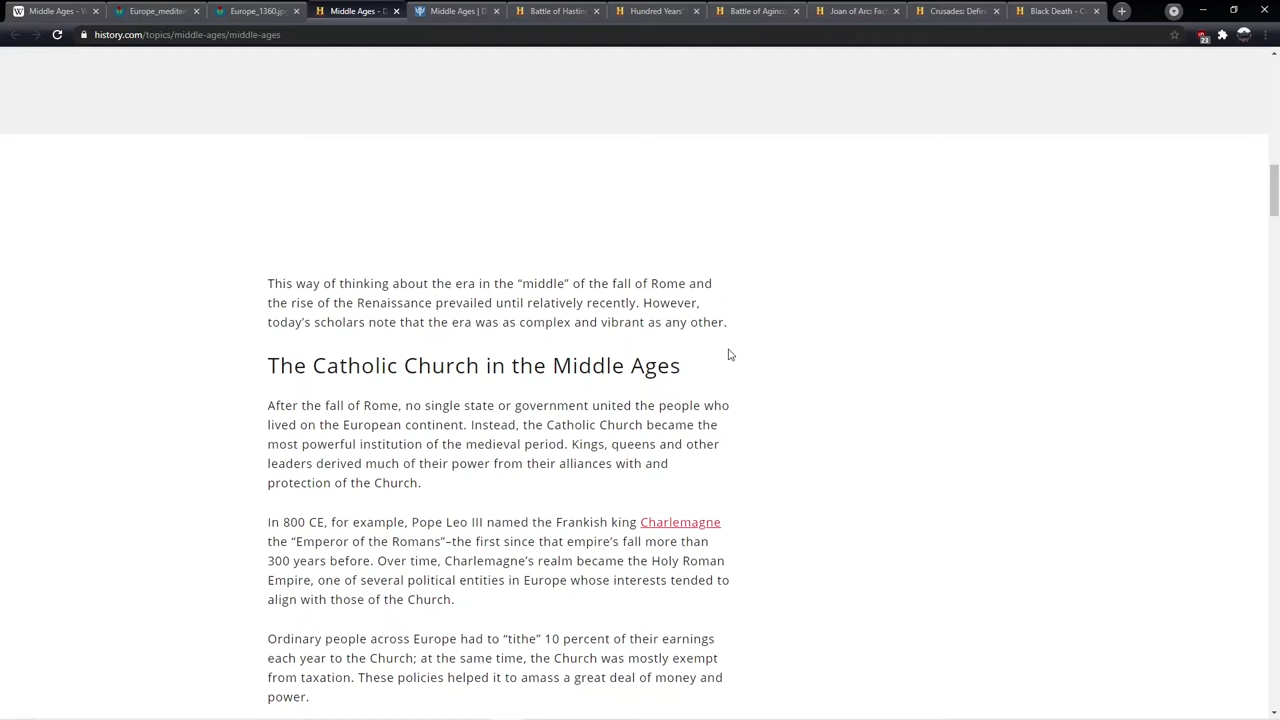 Middle Ages - W
Europe_mediter
Europe_1360.jp
Middle Ages - D
Middle Ages | D
Battle of Hasting
Hundred Years'
Battle of Aginco
Joan of Arc: Fac
Crusades: Defin
Black Death - C
history.com/topics/middle-ages/middle-ages
23
This way of thinking about the era in the “middle” of the fall of Rome and
the rise of the Renaissance prevailed until relatively recently. However,
today’s scholars note that the era was as complex and vibrant as any other.
The Catholic Church in the Middle Ages
After the fall of Rome, no single state or government united the people who
lived on the European continent. Instead, the Catholic Church became the
most powerful institution of the medieval period. Kings, queens and other
leaders derived much of their power from their alliances with and
protection of the Church.
In 800 CE, for example, Pope Leo III named the Frankish king Charlemagne
the “Emperor of the Romans”–the first since that empire’s fall more than
300 years before. Over time, Charlemagne’s realm became the Holy Roman
Empire, one of several political entities in Europe whose interests tended to
align with those of the Church.
Ordinary people across Europe had to “tithe” 10 percent of their earnings
each year to the Church; at the same time, the Church was mostly exempt
from taxation. These policies helped it to amass a great deal of money and
power.